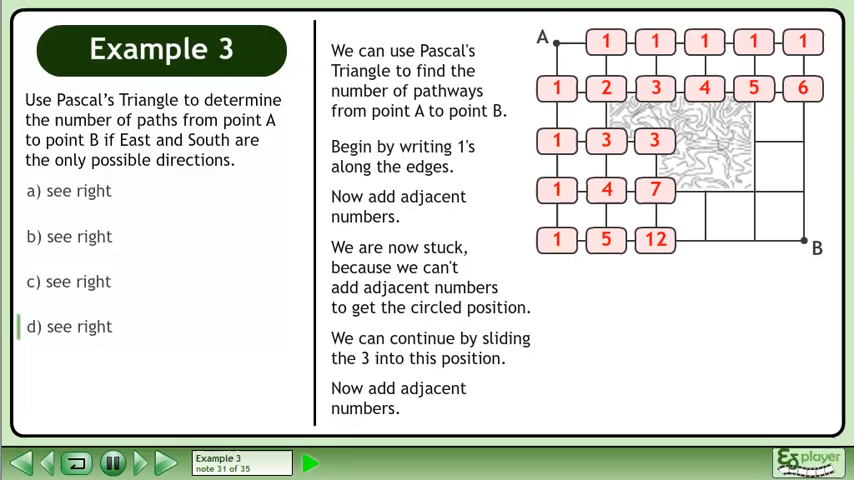 Example 3
Use Pascal's Triangle to determine
the number of paths from point A
to point B if East and South are
the only possible directions.
a) see right
b) see right
c) see right
d) see right
We can use Pascal's
Triangle to find the
number of pathways
from point A to point B.
Begin by writing 1's
along the edges.
Now add adjacent
numbers.
We are now stuck,
because we can't
add adjacent numbers
to get the circled position.
We can continue by sliding
the 3 into this position.
Now add adjacent
numbers.
A 1 1 1 1 1
1 2 3 4 5 6
1 3 3
1 4 7
1 5 12 B
Example 3
note 31 of 35
player